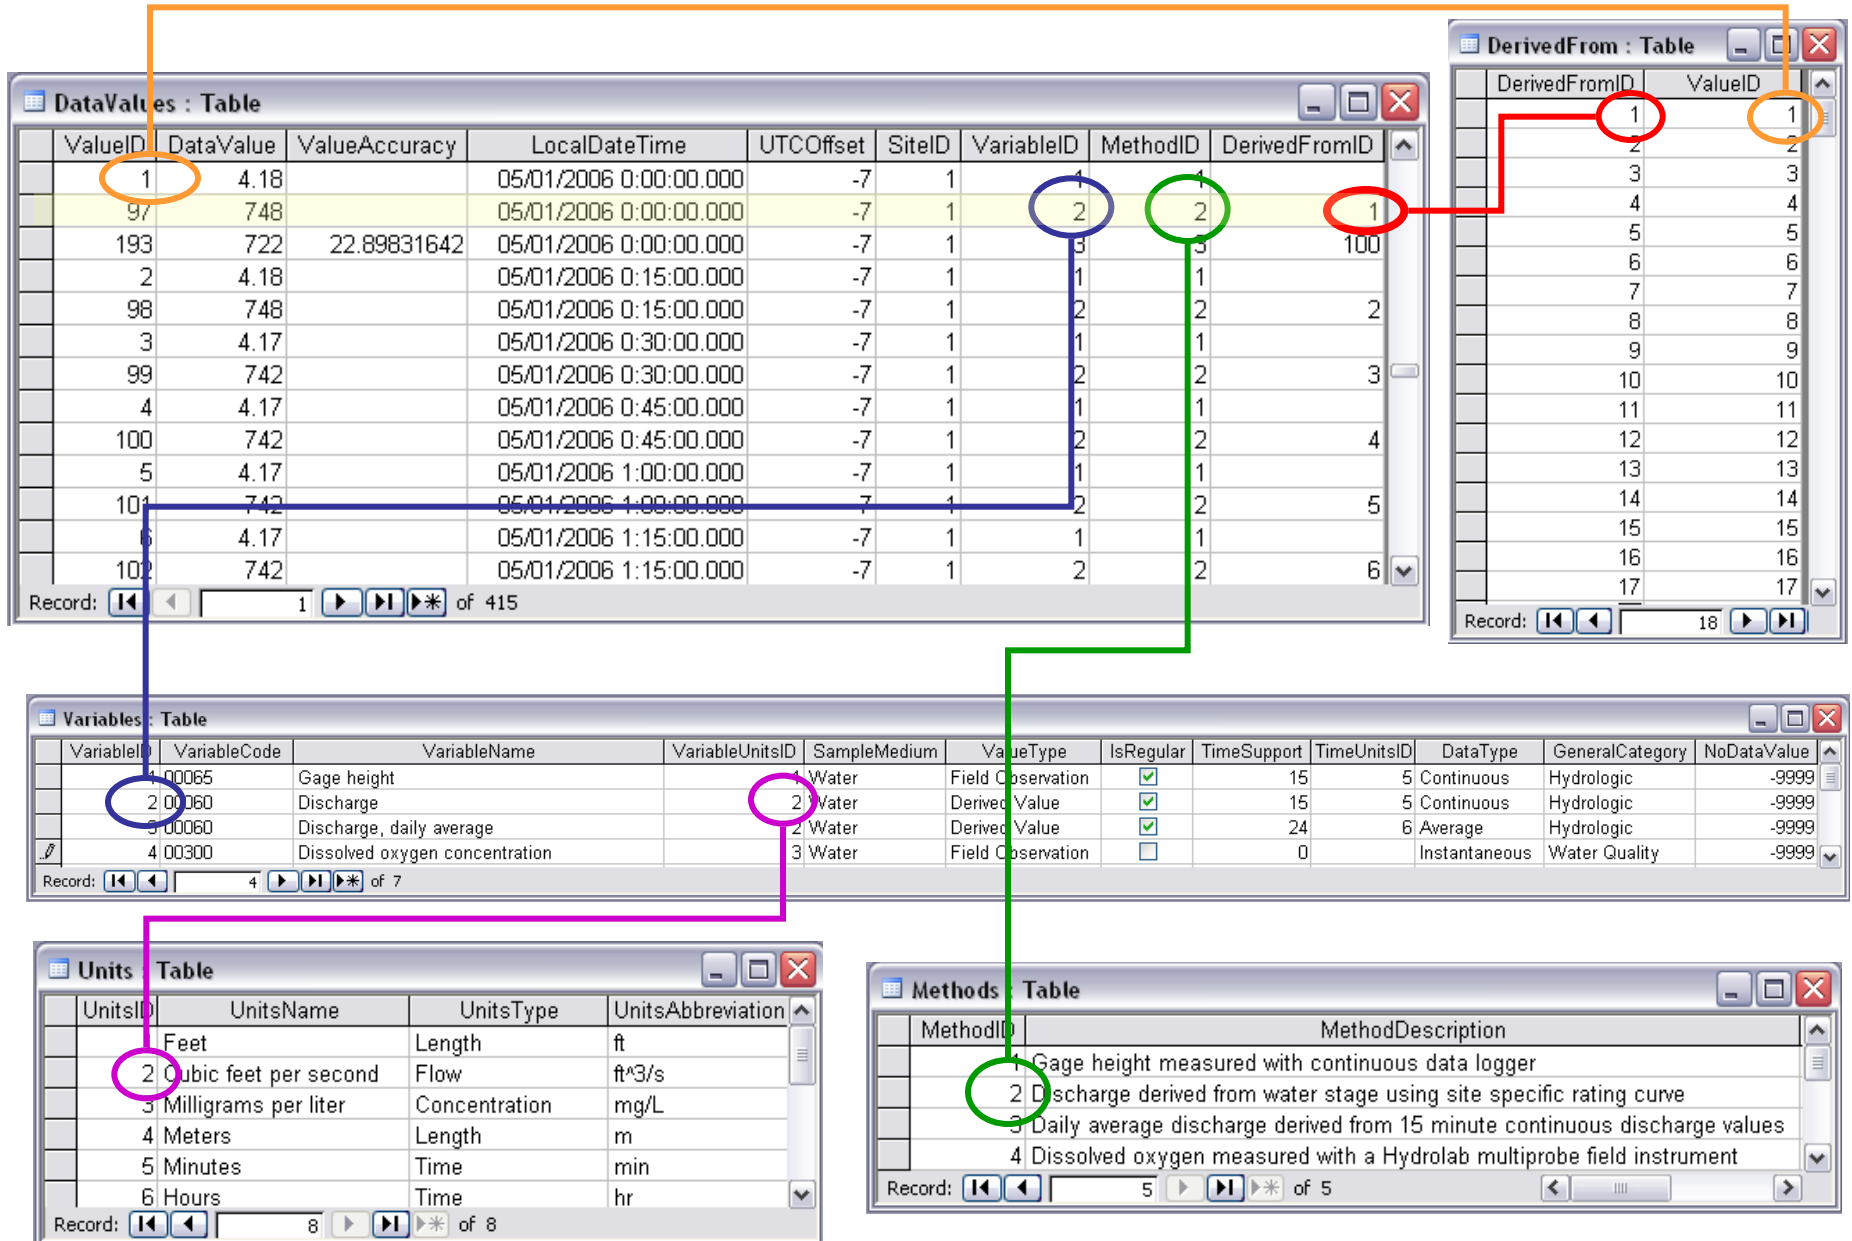 DerivedFrom : Table
DerivedFromID ValueID
1 1
2 2
3 3
4 4
5 5
6 6
7 7
8 8
9 9
10 10
11 11
12 12
13 13
14 14
15 15
16 16
17 17
Record: 18
DataValues : Table
ValueID DataValue ValueAccuracy LocalDateTime UTCOffset SiteID VariableID MethodID DerivedFromID
1 4.18 05/01/2006 0:00:00.000 -7 1 1 1
97 748 05/01/2006 0:00:00.000 -7 1 2 2 1
193 722 22.89831642 05/01/2006 0:00:00.000 -7 1 3 3 100
2 4.18 05/01/2006 0:15:00.000 -7 1 1 1
98 748 05/01/2006 0:15:00.000 -7 1 2 2 2
3 4.17 05/01/2006 0:30:00.000 -7 1 1 1
99 742 05/01/2006 0:30:00.000 -7 1 2 2 3
4 4.17 05/01/2006 0:45:00.000 -7 1 1 1
100 742 05/01/2006 0:45:00.000 -7 1 2 2 4
5 4.17 05/01/2006 1:00:00.000 -7 1 1 1
101 742 05/01/2006 1:00:00.000 -7 1 2 2 5
6 4.17 05/01/2006 1:15:00.000 -7 1 1 1
102 742 05/01/2006 1:15:00.000 -7 1 2 2 6
Record: 1 of 415
Variables : Table
VariableID VariableCode VariableName VariableUnitsID SampleMedium ValueType IsRegular TimeSupport TimeUnitsID DataType GeneralCategory NoDataValue
1 00065 Gage height 1 Water Field Observation 15 5 Continuous Hydrologic -9999
2 00060 Discharge 2 Water Derived Value 15 5 Continuous Hydrologic -9999
3 00060 Discharge, daily average 2 Water Derived Value 24 6 Average Hydrologic -9999
4 00300 Dissolved oxygen concentration 3 Water Field Observation 0 Instantaneous Water Quality -9999
Record: 4 of 7
Units : Table
UnitsID UnitsName UnitsType UnitsAbbreviation
Feet Length ft
2 Cubic feet per second Flow ft^3/s
3 Milligrams per liter Concentration mg/L
4 Meters Length m
5 Minutes Time min
6 Hours Time hr
Record: 8 of 8
Methods : Table
MethodID MethodDescription
1 Gage height measured with continuous data logger
2 Discharge derived from water stage using site specific rating curve
3 Daily average discharge derived from 15 minute continuous discharge values
4 Dissolved oxygen measured with a Hydrolab multiprobe field instrument
Record: 5 of 5